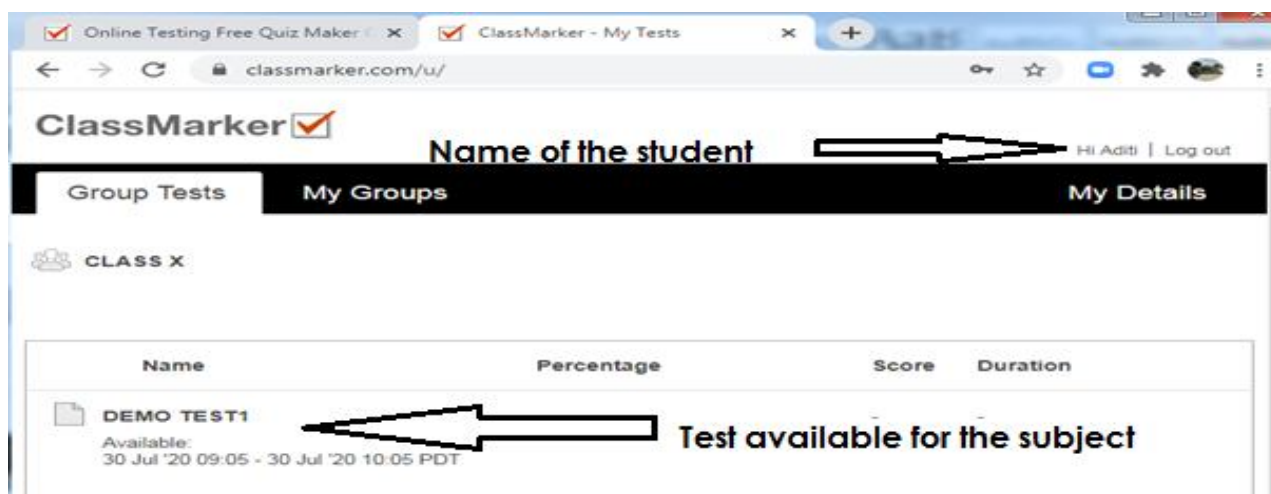 Online Testing Free Quiz Maker
ClassMarker - My Tests
classmarker.com/u/
ClassMarker
Name of the student
Hi Aditi | Log out
Group Tests My Groups My Details
CLASS X
Name Percentage Score Duration
DEMO TEST1 - -
Test available for the subject
Available:
30 Jul '20 09:05 - 30 Jul '20 10:05 PDT